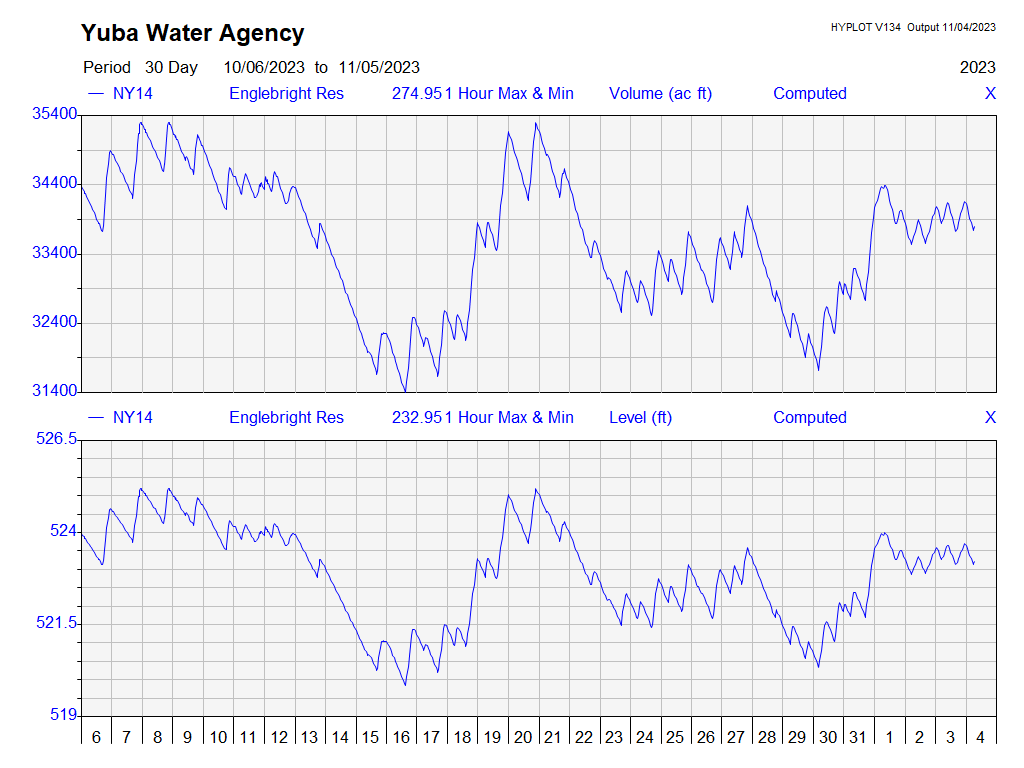 Yuba Water Agency
HYPLOT V134 Output 11/04/2023
Period 30 Day 10/06/2023 to 11/05/2023 2023
NY14 Englebright Res 274.951 Hour Max & Min Volume (ac ft) Computed X
35400
34400
33400
32400
31400
NY14 Englebright Res 232.951 Hour Max & Min Level (ft) Computed X
526.5
524
521.5
519
6 7 8 9 10 11 12 13 14 15 16 17 18 19 20 21 22 23 24 25 26 27 28 29 30 31 1 2 3 4